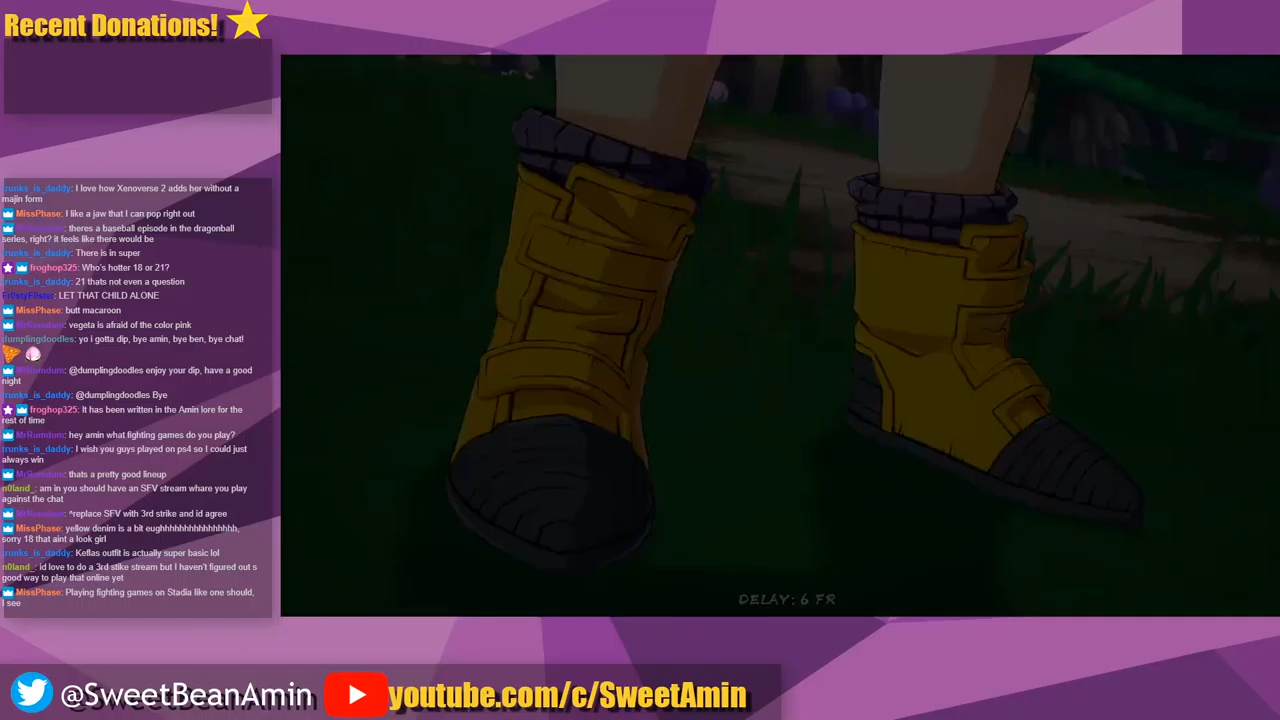 Recent Donations!
trunks_is_daddy: I love how Xenoverse 2 adds her without a
majin form
MissPhase: I like a jaw that I can pop right out
MrRumdum: theres a baseball episode in the dragonball
series, right? it feels like there would be
trunks_is_daddy: There is in super
froghop325: Who's hotter 18 or 21?
trunks_is_daddy: 21 thats not even a question
Fr0styF0ster: LET THAT CHILD ALONE
MissPhase: butt macaroon
MrRumdum: vegeta is afraid of the color pink
dumplingdoodles: yo i gotta dip, bye amin, bye ben, bye chat!
MrRumdum: @dumplingdoodles enjoy your dip, have a good
night
trunks_is_daddy: @dumplingdoodles Bye
froghop325: It has been written in the Amin lore for the
rest of time
MrRumdum: hey amin what fighting games do you play?
trunks_is_daddy: I wish you guys played on ps4 so I could just
always win
MrRumdum: thats a pretty good lineup
n0land_: am in you should have an SFV stream whare you play
against the chat
MrRumdum: ^replace SFV with 3rd strike and id agree
MissPhase: yellow denim is a bit eughhhhhhhhhhhhhhh,
sorry 18 that aint a look girl
trunks_is_daddy: Keflas outfit is actually super basic lol
n0land_: id love to do a 3rd stike stream but I haven't figured out s
good way to play that online yet
MissPhase: Playing fighting games on Stadia like one should,
I see
DELAY: 6 FR
@SweetBeanAmin
youtube.com/c/SweetAmin